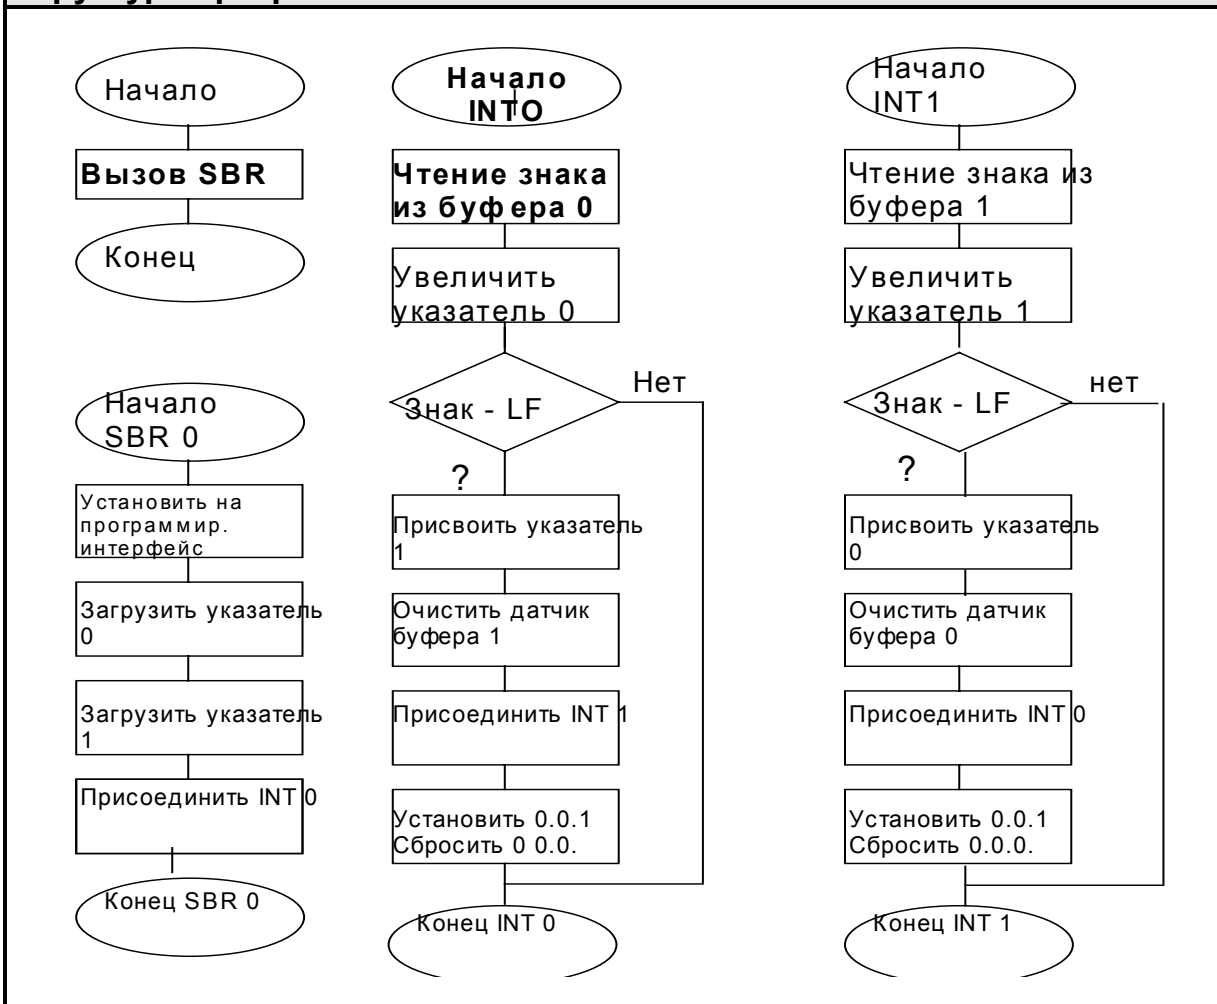 Начало
Вызов SBR
Конец
Начало
SBR 0
Установить на
программир.
интерфейс
Загрузить указатель
0
Загрузить указатель
1
Присоединить INT 0
Конец SBR 0
Начало
INTO
Чтение знака
из буфера 0
Увеличить
указатель 0
Знак - LF
Нет
?
Присвоить указатель
1
Очистить датчик
буфера 1
Присоединить INT 1
Установить 0.0.1
Сбросить 0 0.0.
Конец INT 0
Начало
INT1
Чтение знака из
буфера 1
Увеличить
указатель 1
Знак - LF
нет
?
Присвоить указатель
0
Очистить датчик
буфера 0
Присоединить INT 0
Установить 0.0.1
Сбросить 0.0.0.
Конец INT 1